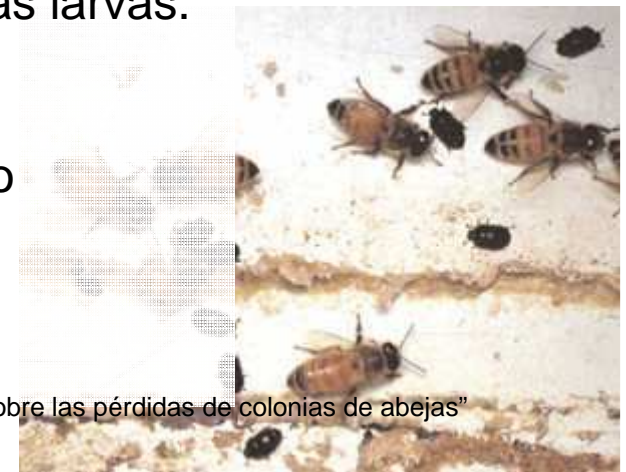 as larvas.
o
obre las pérdidas de colonias de abejas”